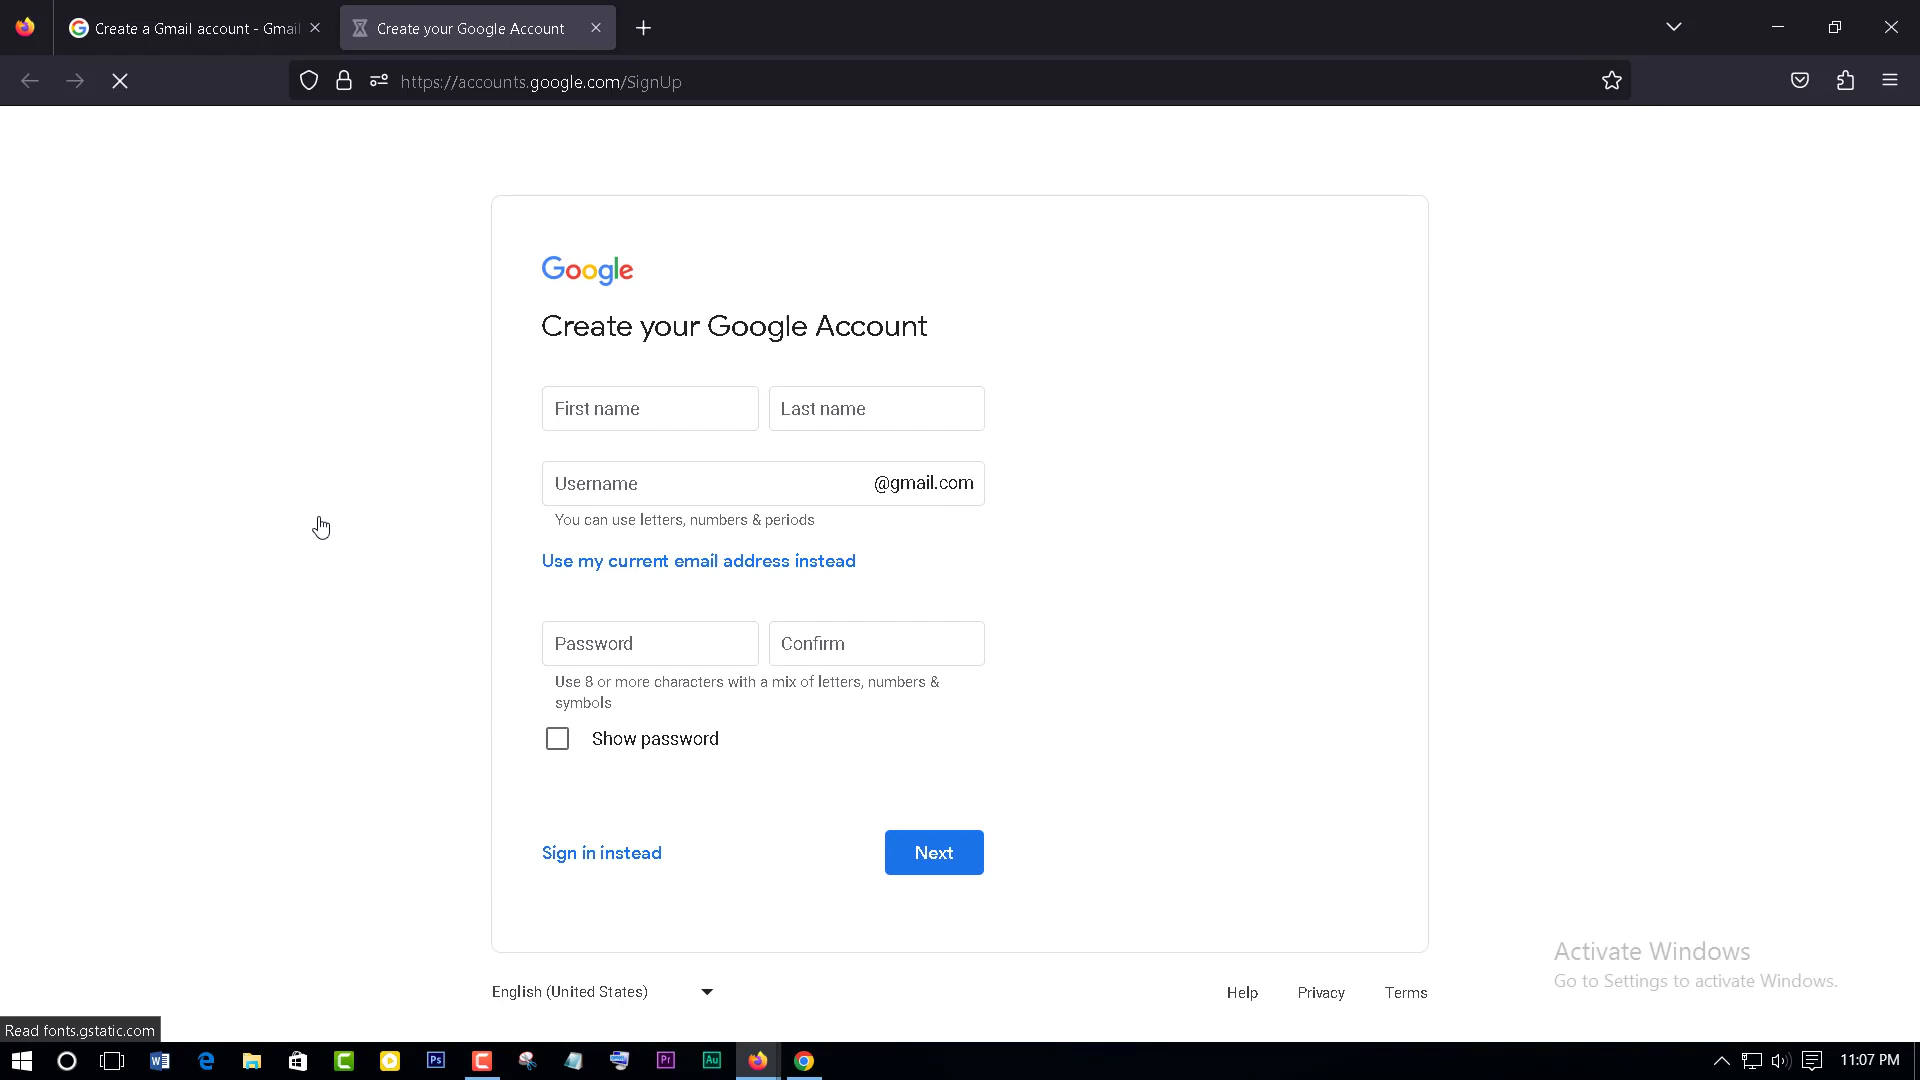 Create a Gmail account - Gmail
Create your Google Account
https://accounts.google.com/SignUp
Google
Create your Google Account
First name
Last name
Username
@gmail.com
You can use letters, numbers & periods
Use my current email address instead
Password
Confirm
Use 8 or more characters with a mix of letters, numbers &
symbols
Show password
Sign in instead
Next
English (United States)
Help
Privacy
Terms
Activate Windows
Go to Settings to activate Windows.
Read fonts.gstatic.com
Ps
Pr
Au
11:07 PM